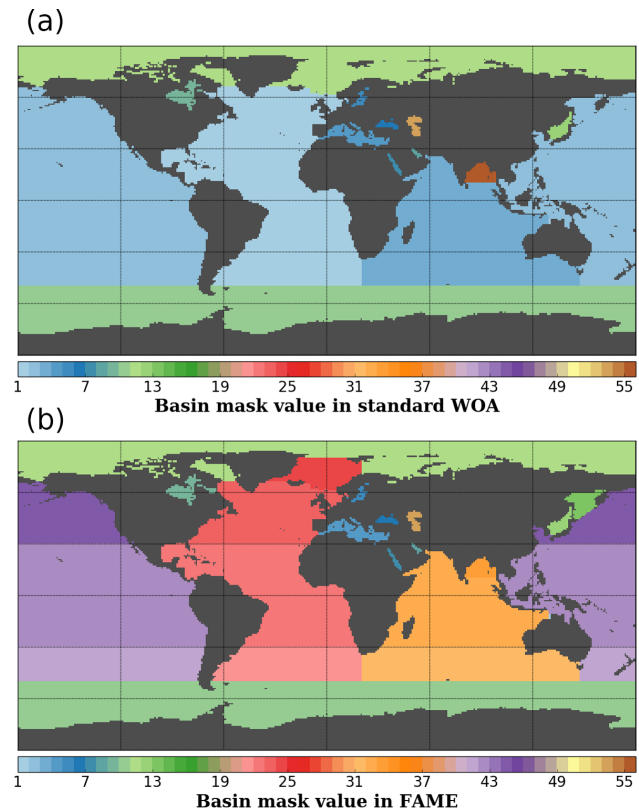 (a)
1 7 13 19 25 31 37 43 49 55
Basin mask value in standard WOA
(b)
1 7 13 19 25 31 37 43 49 55
Basin mask value in FAME